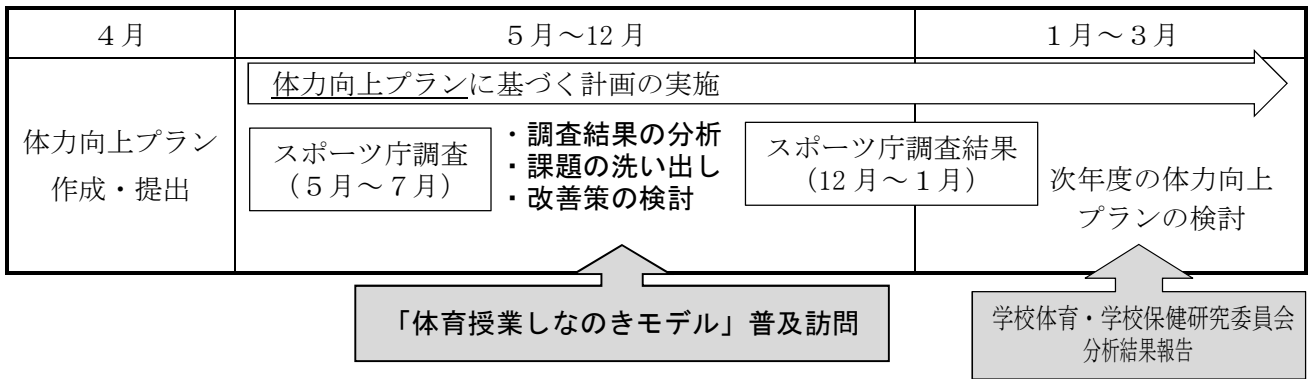 ４月
５月～12月
１月～３月
体力向上プランに基づく計画の実施
体力向上プラン
作成・提出
スポーツ庁調査
（５月～７月）
・調査結果の分析
・課題の洗い出し
・改善策の検討
スポーツ庁調査結果
（12月～１月）
次年度の体力向上
プランの検討
「体育授業しなのきモデル」普及訪問
学校体育・学校保健研究委員会
分析結果報告